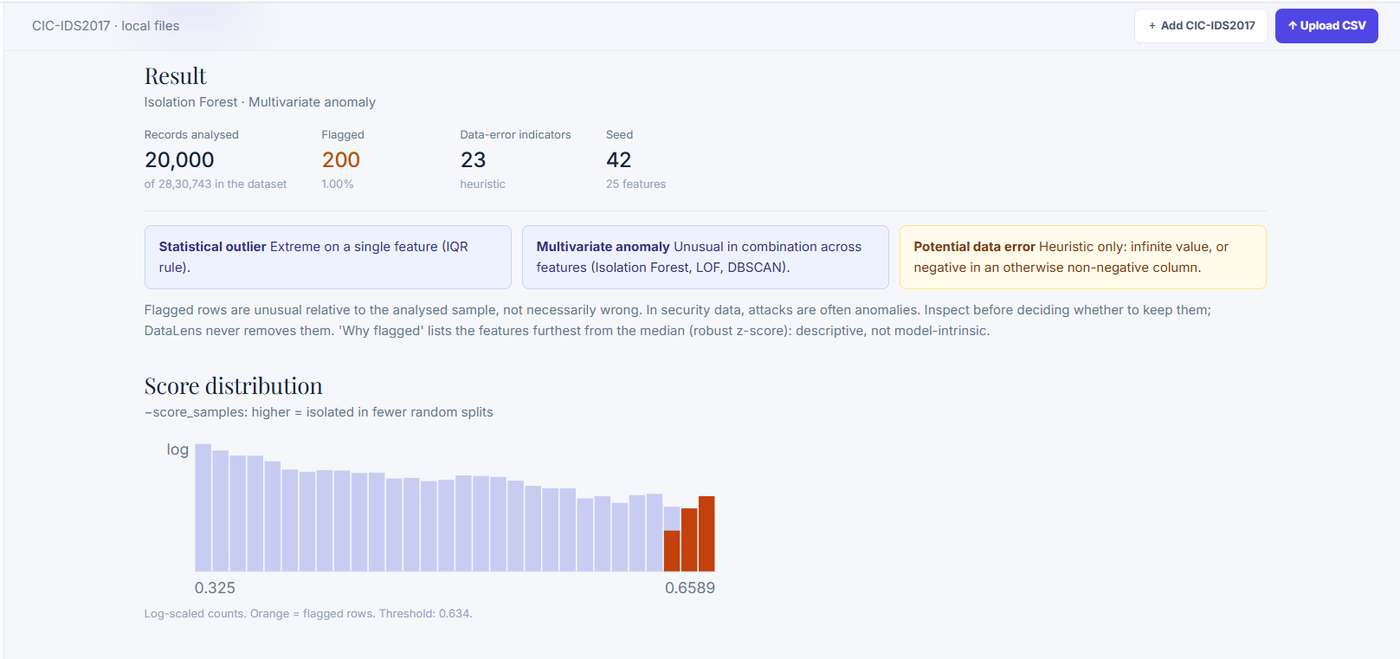 CIC-IDS2017 · local files
+ Add CIC-IDS2017
↑ Upload CSV
Result
Isolation Forest · Multivariate anomaly
Records analysed
20,000
of 28,30,743 in the dataset
Flagged
200
1.00%
Data-error indicators
23
heuristic
Seed
42
25 features
Statistical outlier Extreme on a single feature (IQR
rule).
Multivariate anomaly Unusual in combination across
features (Isolation Forest, LOF, DBSCAN).
Potential data error Heuristic only: infinite value, or
negative in an otherwise non-negative column.
Flagged rows are unusual relative to the analysed sample, not necessarily wrong. In security data, attacks are often anomalies. Inspect before deciding whether to keep them;
DataLens never removes them. 'Why flagged' lists the features furthest from the median (robust z-score): descriptive, not model-intrinsic.
Score distribution
−score_samples: higher = isolated in fewer random splits
log
0.325
0.6589
Log-scaled counts. Orange = flagged rows. Threshold: 0.634.